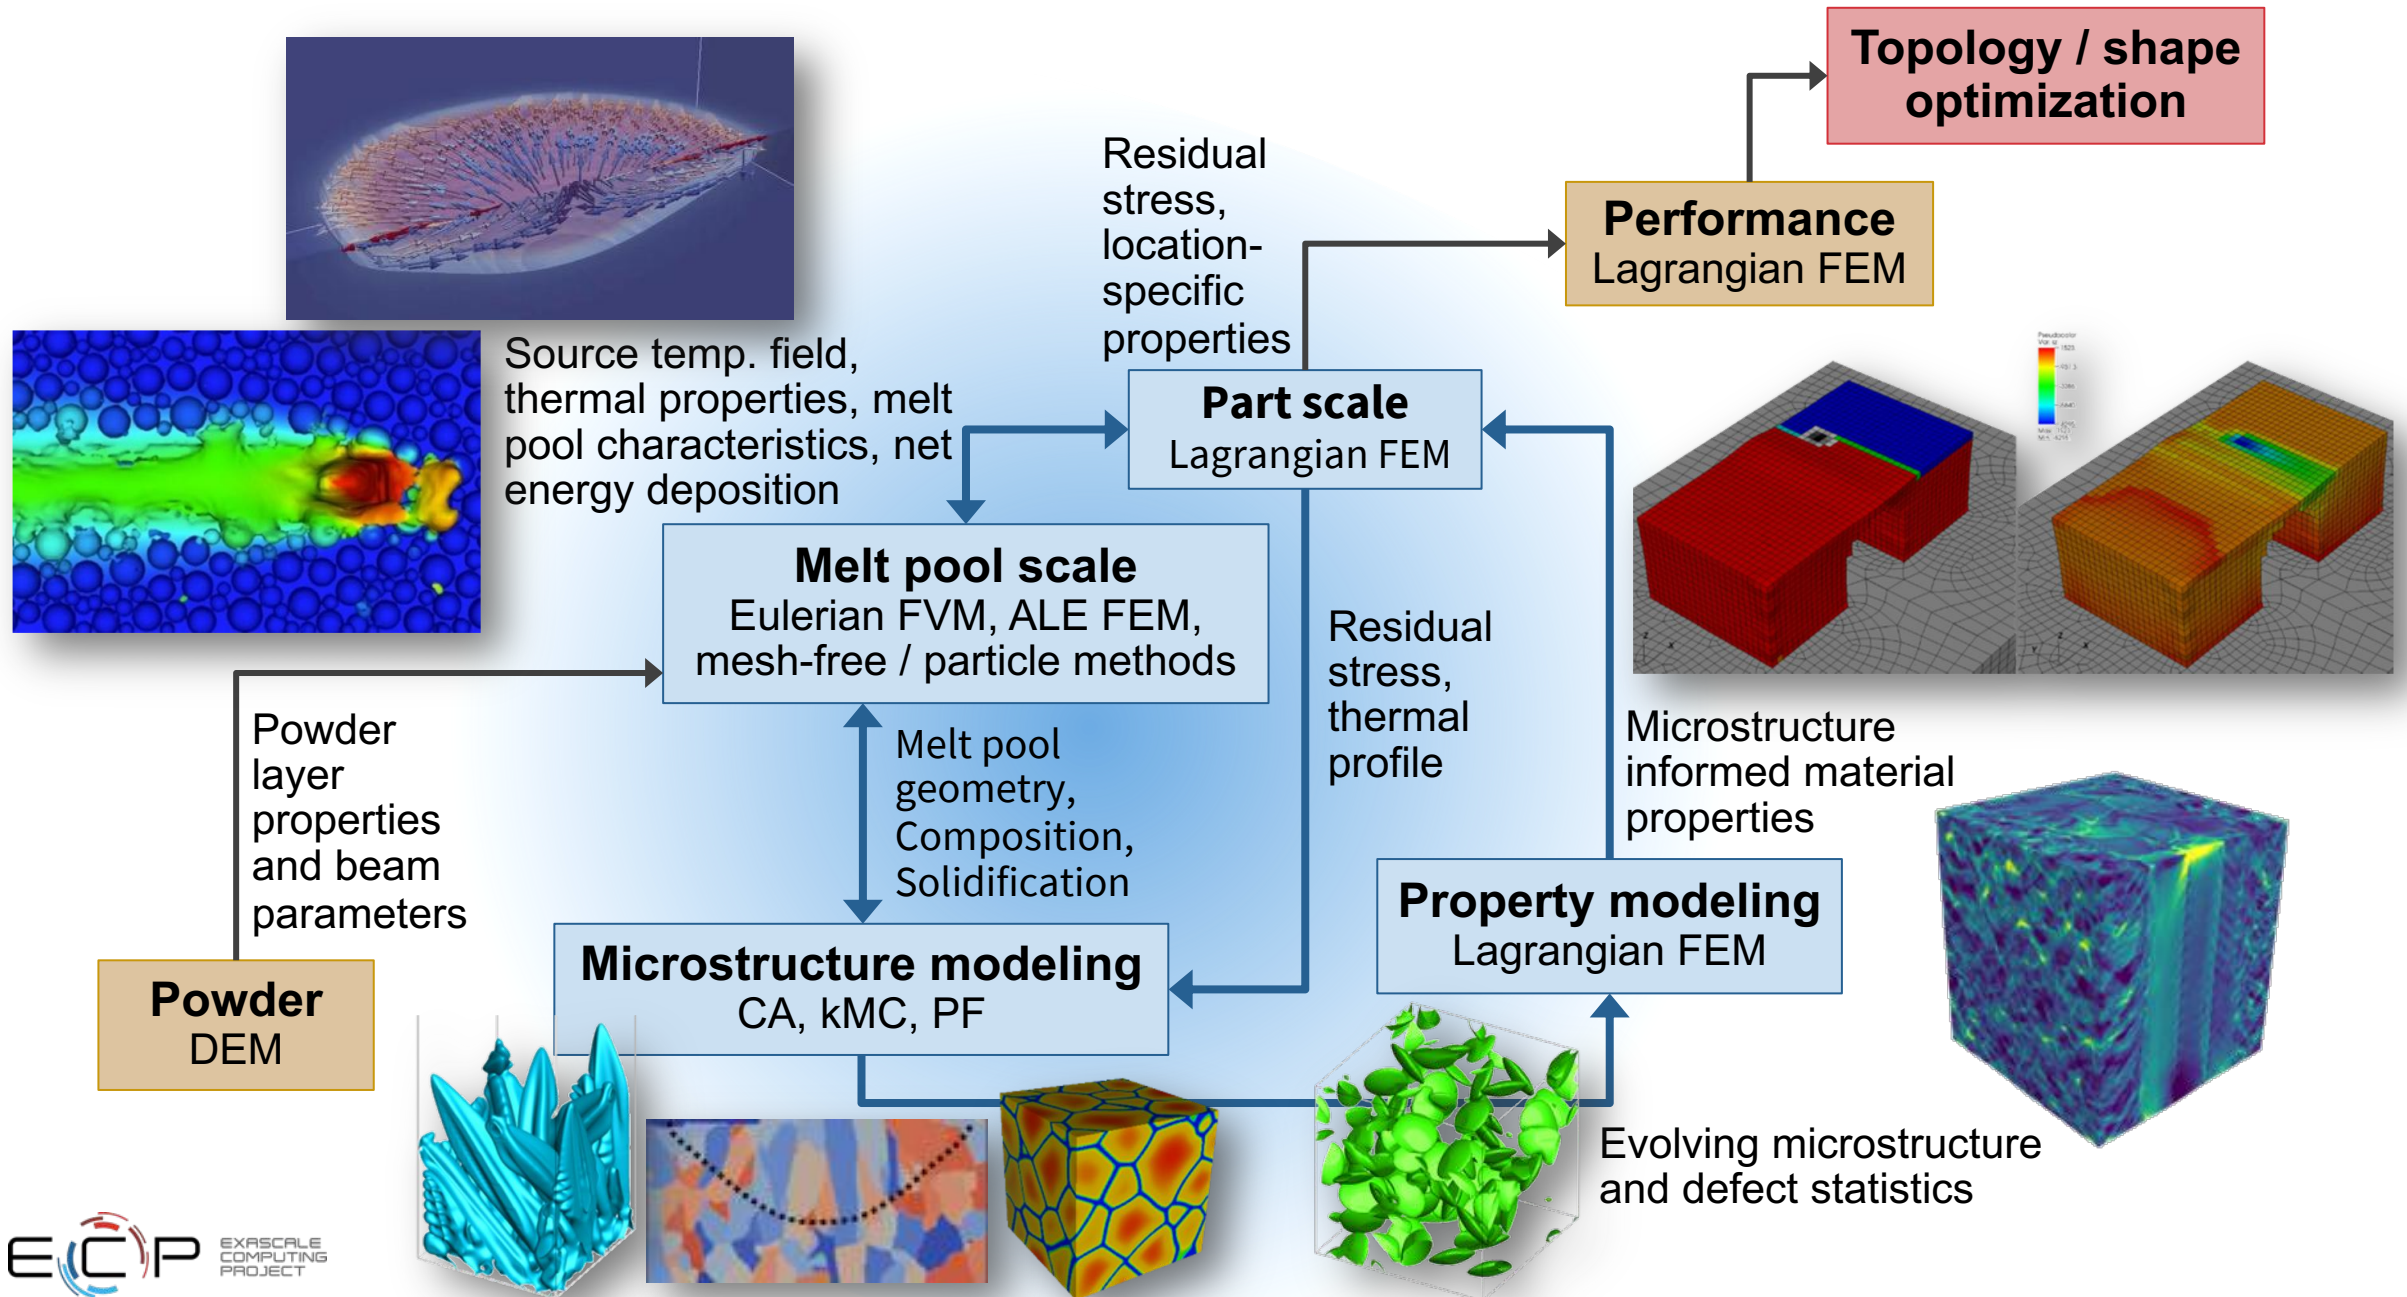 Topology / shape
optimization
Residual
stress,
location-
specific
properties
Performance
Lagrangian FEM
Source temp. field,
thermal properties, melt
pool characteristics, net
energy deposition
Part scale
Lagrangian FEM
Pseudocolor
Melt pool scale
Eulerian FVM, ALE FEM,
mesh-free / particle methods
Residual
stress,
thermal
profile
Powder
layer
properties
and beam
parameters
Melt pool
geometry,
Composition,
Solidification
Microstructure
informed material
properties
Property modeling
Lagrangian FEM
Microstructure modeling
CA, kMC, PF
Powder
DEM
Evolving microstructure
and defect statistics
ECP
EXASCALE
COMPUTING
PROJECT